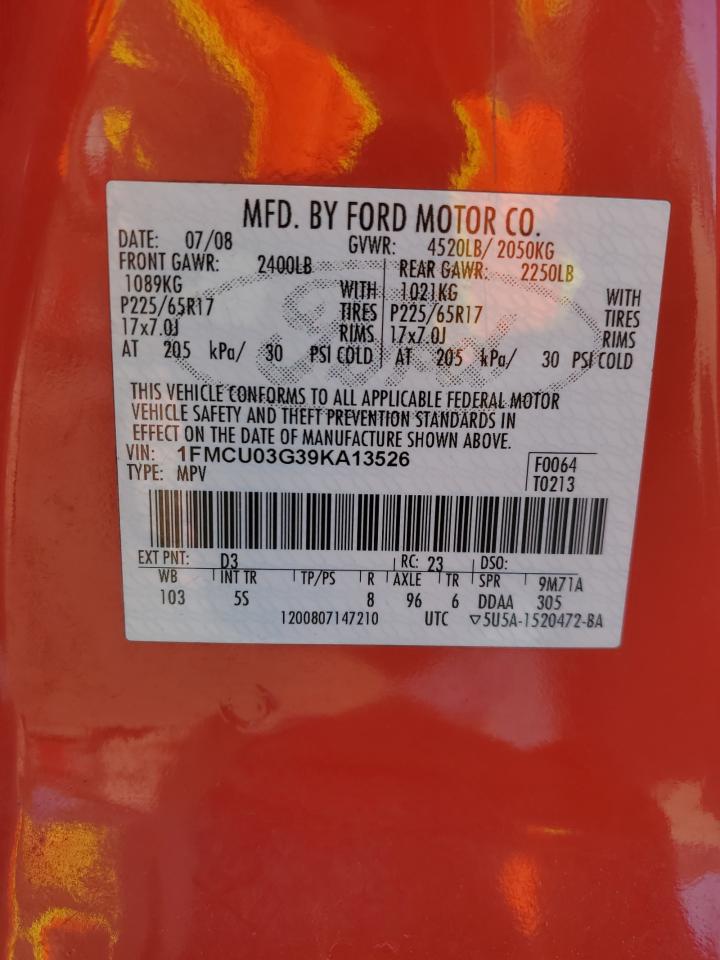 MFD. BY FORD MOTOR CO.
DATE: 07/08 GVWR: 4520LB/ 2050KG
FRONT GAWR: 2400LB REAR GAWR: 2250LB
1089KG WITH 1021KG WITH
P225/65R17 TIRES P225/65R17 TIRES
17x7.0J RIMS 17x7.0J RIMS
AT 205 kPa/ 30 PSI COLD AT 205 kPa/ 30 PSI COLD
THIS VEHICLE CONFORMS TO ALL APPLICABLE FEDERAL MOTOR
VEHICLE SAFETY AND THEFT PREVENTION STANDARDS IN
EFFECT ON THE DATE OF MANUFACTURE SHOWN ABOVE.
VIN: 1FMCU03G39KA13526 F0064
TYPE: MPV T0213
EXT PNT: D3 RC: 23 DSO:
WB INT TR TP/PS R AXLE TR SPR 9M71A
103 5S 8 96 6 DDAA 305
1200807147210 UTC ▽5U5A-1520472-BA
Ford